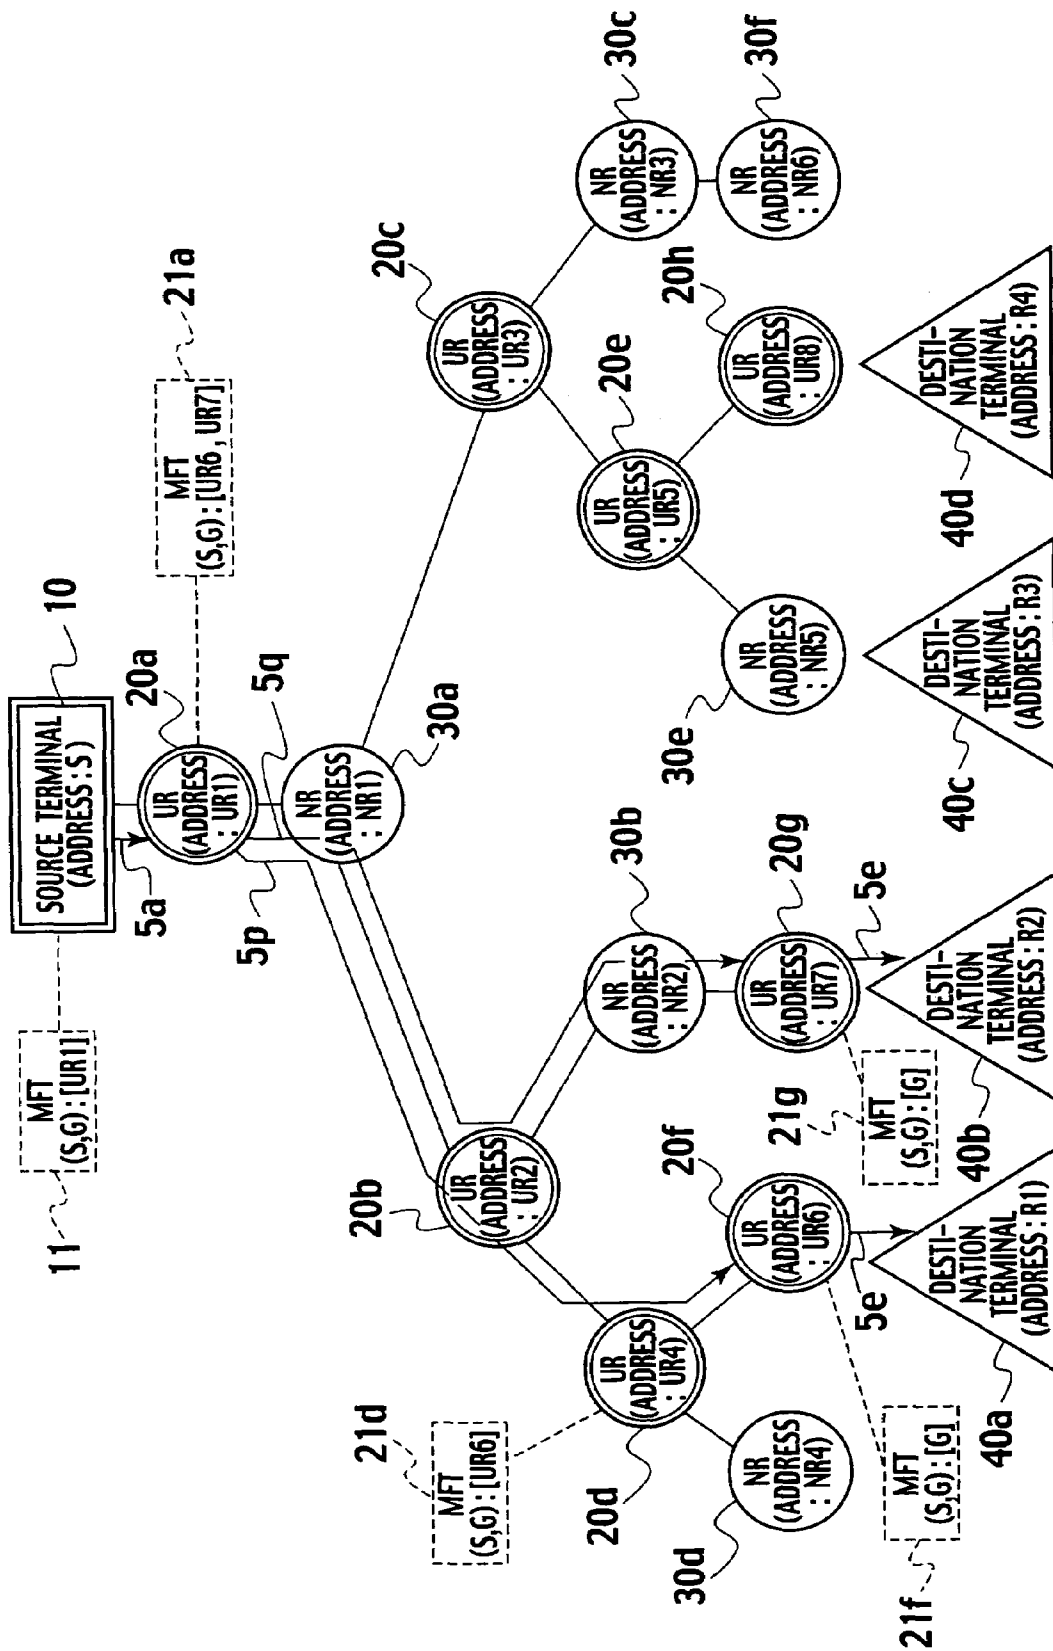 SOURCE TERMINAL
(ADDRESS:S)
10
MFT
(S,G):[UR1]
11
5a
UR
(ADDRESS
: UR1)
20a
MFT
(S,G):[UR6,UR7]
21a
5p
5q
NR
(ADDRESS
: NR1)
30a
UR
(ADDRESS
: UR2)
20b
UR
(ADDRESS
: UR3)
20c
MFT
(S,G):[UR6]
21d
UR
(ADDRESS
: UR4)
20d
NR
(ADDRESS
: NR2)
30b
UR
(ADDRESS
: UR5)
20e
NR
(ADDRESS
: NR3)
30c
NR
(ADDRESS
: NR4)
30d
UR
(ADDRESS
: UR6)
20f
UR
(ADDRESS
: UR7)
20g
NR
(ADDRESS
: NR5)
30e
UR
(ADDRESS
: UR8)
20h
NR
(ADDRESS
: NR6)
30f
MFT
(S,G):[G]
21f
5e
MFT
(S,G):[G]
21g
5e
DESTI-
NATION
TERMINAL
(ADDRESS:R1)
40a
DESTI-
NATION
TERMINAL
(ADDRESS:R2)
40b
DESTI-
NATION
TERMINAL
(ADDRESS:R3)
40c
DESTI-
NATION
TERMINAL
(ADDRESS:R4)
40d